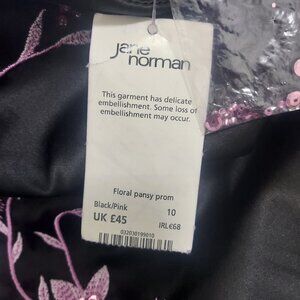 jane
norman
This garment has delicate
embellishment. Some loss of
embellishment may occur.
Floral pansy prom
Black/Pink 10
UK £45 IRL€68
032030199010